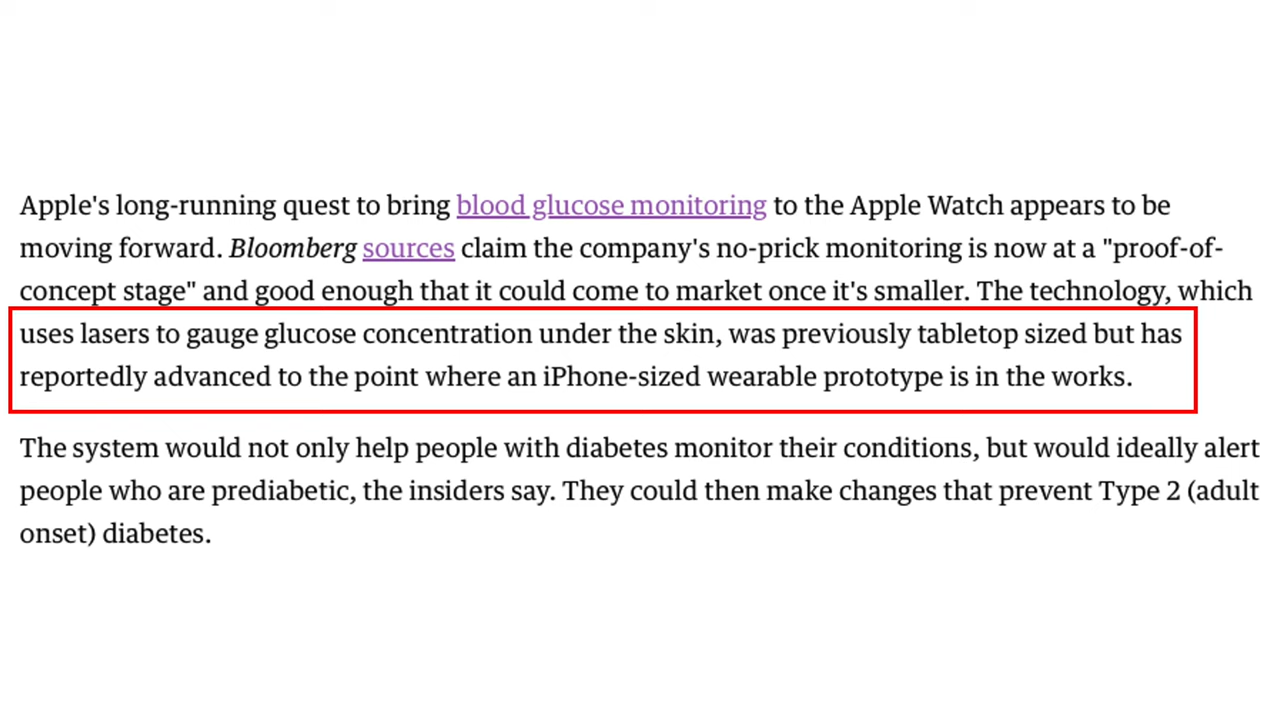 Apple's long-running quest to bring blood glucose monitoring to the Apple Watch appears to be
moving forward. Bloomberg sources claim the company's no-prick monitoring is now at a "proof-of-
concept stage" and good enough that it could come to market once it's smaller. The technology, which
uses lasers to gauge glucose concentration under the skin, was previously tabletop sized but has
reportedly advanced to the point where an iPhone-sized wearable prototype is in the works.
The system would not only help people with diabetes monitor their conditions, but would ideally alert
people who are prediabetic, the insiders say. They could then make changes that prevent Type 2 (adult
onset) diabetes.